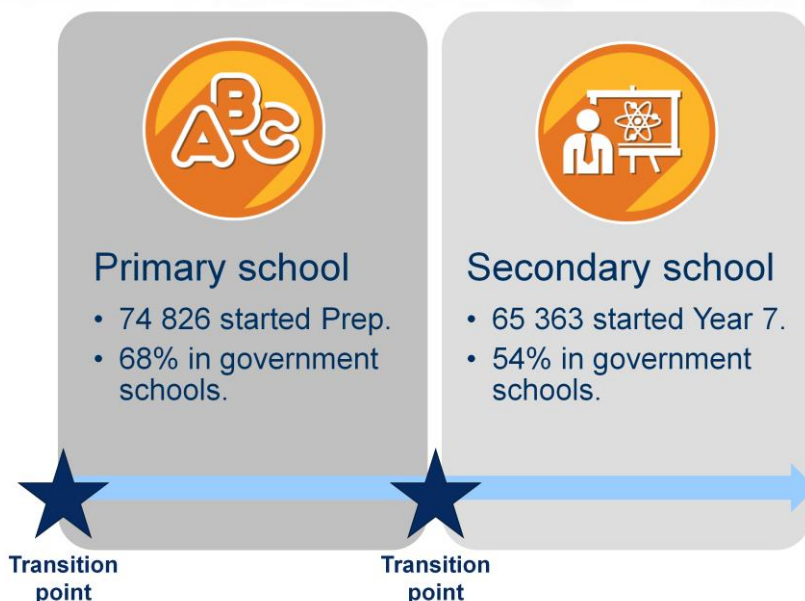 ABC
Primary school
• 74 826 started Prep.
• 68% in government
schools.
Secondary school
• 65 363 started Year 7.
• 54% in government
schools.
Transition
point
Transition
point